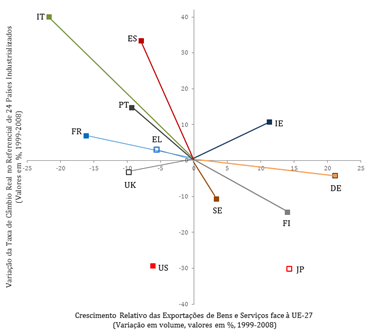 Variação da Taxa de Câmbio Real no Referencial de 24 Países Industrializados
(Valores em %, 1999-2008)
40
30
20
10
0
-10
-20
-30
-40
-25
-20
-15
-10
-5
0
5
10
15
20
25
IT
ES
PT
FR
EL
IE
UK
DE
SE
FI
US
JP
Crescimento Relativo das Exportações de Bens e Serviços face à UE-27
(Variação em volume, valores em %, 1999-2008)